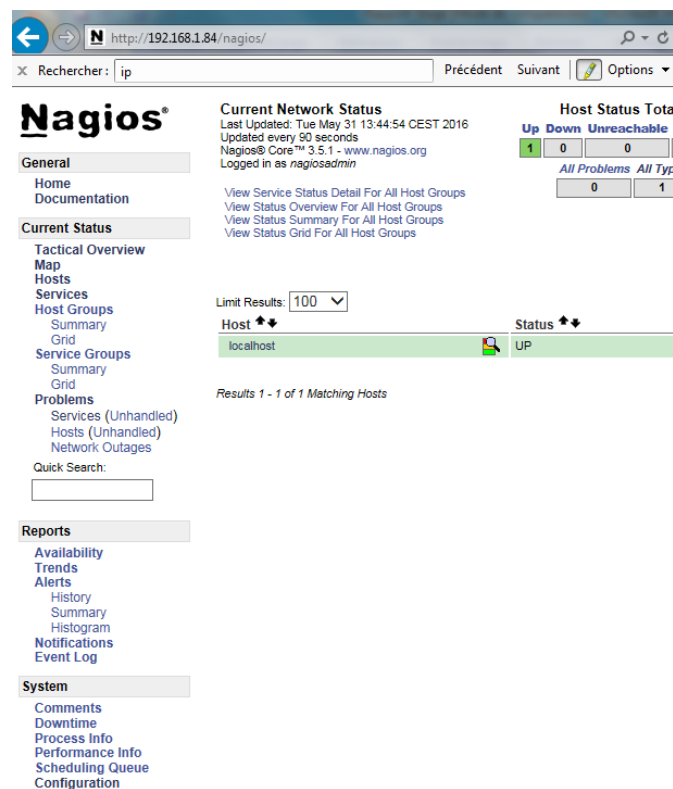 http://192.168.1.84/nagios/
x Rechercher: ip Précédent Suivant Options
Nagios®
General
Home
Documentation
Current Status
Tactical Overview
Map
Hosts
Services
Host Groups
Summary
Grid
Service Groups
Summary
Grid
Problems
Services (Unhandled)
Hosts (Unhandled)
Network Outages
Quick Search:
Reports
Availability
Trends
Alerts
History
Summary
Histogram
Notifications
Event Log
System
Comments
Downtime
Process Info
Performance Info
Scheduling Queue
Configuration
Current Network Status
Last Updated: Tue May 31 13:44:54 CEST 2016
Updated every 90 seconds
Nagios® Core™ 3.5.1 - www.nagios.org
Logged in as nagiosadmin
View Service Status Detail For All Host Groups
View Status Overview For All Host Groups
View Status Summary For All Host Groups
View Status Grid For All Host Groups
Host Status Tota
Up Down Unreachable
1 0 0
All Problems All Typ
0 1
Limit Results: 100
Host Status
localhost UP
Results 1 - 1 of 1 Matching Hosts